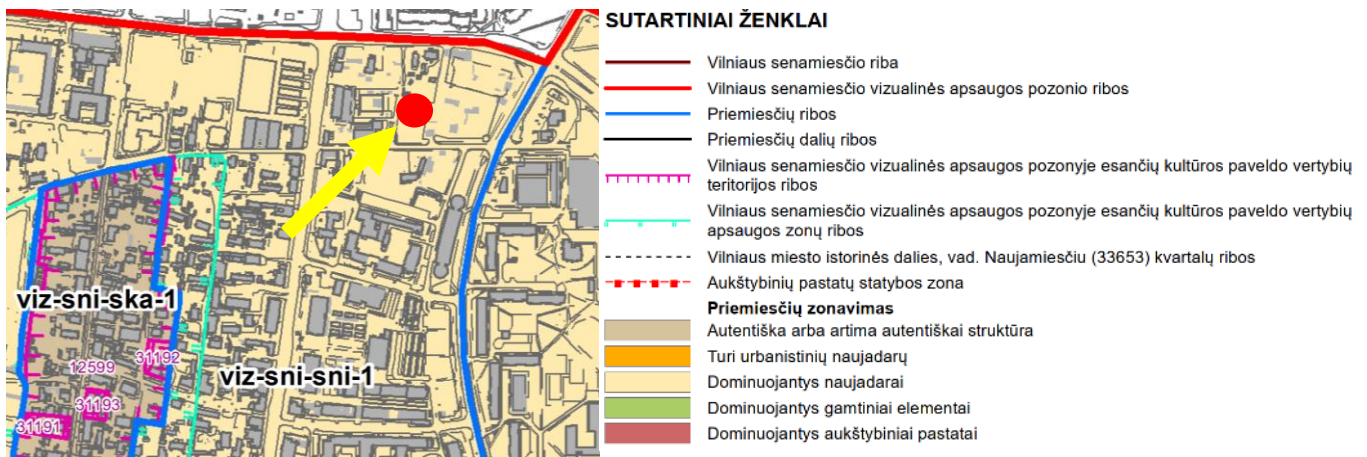 SUTARTINIAI ŽENKLAI
Vilniaus senamiesčio riba
Vilniaus senamiesčio vizualinės apsaugos pozonio ribos
Priemiesčių ribos
Priemiesčių dalių ribos
Vilniaus senamiesčio vizualinės apsaugos pozonyje esančių kultūros paveldo vertybių
teritorijos ribos
Vilniaus senamiesčio vizualinės apsaugos pozonyje esančių kultūros paveldo vertybių
apsaugos zonų ribos
Vilniaus miesto istorinės dalies, vad. Naujamiesčiu (33653) kvartalų ribos
Aukštybinių pastatų statybos zona
Priemiesčių zonavimas
Autentiška arba artima autentiškai struktūra
Turi urbanistinių naujadarų
Dominuojantys naujadarai
Dominuojantys gamtiniai elementai
Dominuojantys aukštybiniai pastatai
viz-sni-ska-1
31192
12599
viz-sni-sni-1
31193
31191